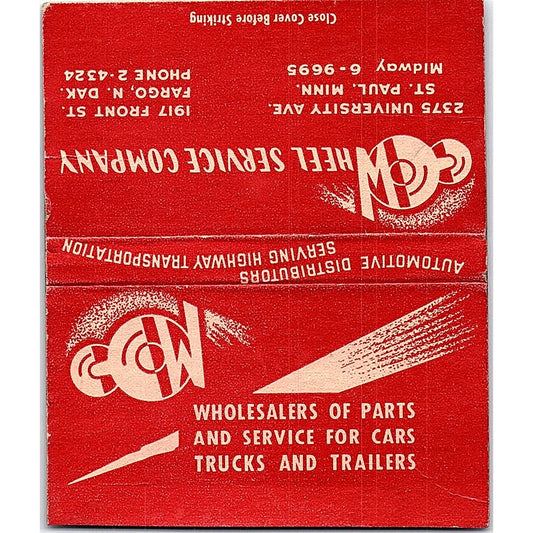 Close Cover Before Striking
2375 UNIVERSITY AVE.
ST. PAUL, MINN.
Midway 6-9695
1917 FRONT ST.
FARGO, N. DAK.
PHONE 2-4324
WHEEL SERVICE COMPANY
AUTOMOTIVE DISTRIBUTORS
SERVING HIGHWAY TRANSPORTATION
W
WHOLESALERS OF PARTS
AND SERVICE FOR CARS
TRUCKS AND TRAILERS